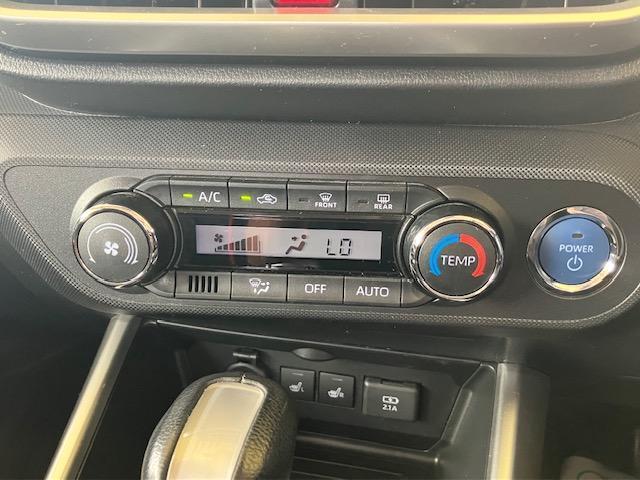 A/C
FRONT
REAR
LO
TEMP
POWER
OFF
AUTO
L
R
2.1A